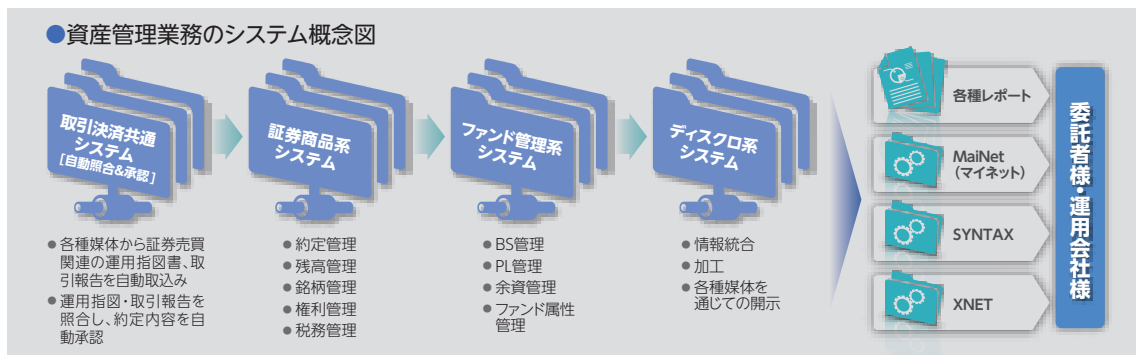 ●資産管理業務のシステム概念図
取引決済共通
システム
[自動照合&承認]
証券商品系
システム
ファンド管理系
システム
ディスクロ系
システム
●各種媒体から証券売買
関連の運用指図書、取
引報告を自動取込み
●運用指図・取引報告を
照合し、約定内容を自
動承認
●約定管理
●残高管理
●銘柄管理
●権利管理
●税務管理
●BS管理
●PL管理
●余資管理
●ファンド属性
管理
●情報統合
●加工
●各種媒体を
通じての開示
各種レポート
MaiNet
(マイネット)
SYNTAX
XNET
委託者様・運用会社様